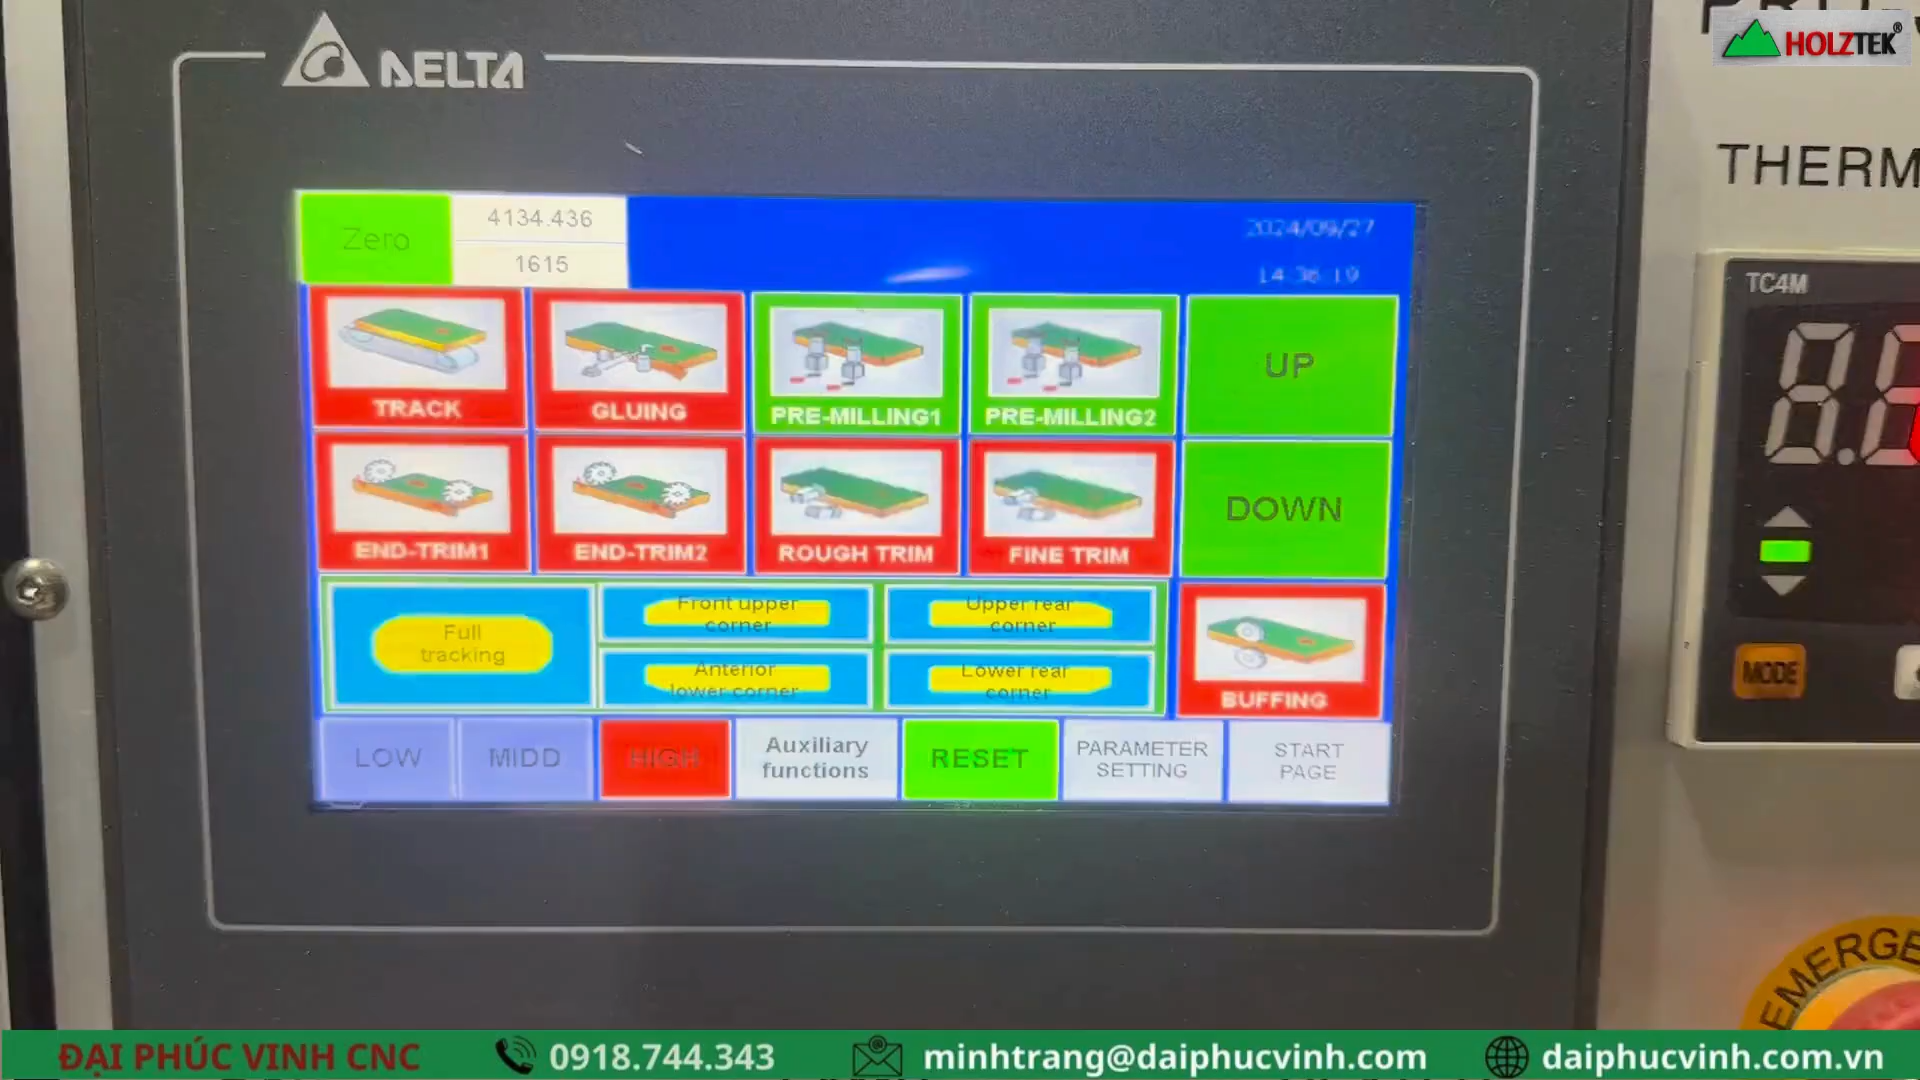 DELTA
HOLZTEK®
THERM
Zero
4134.436
1615
2024/09/27
14:36:19
TRACK
GLUING
PRE-MILLING1
PRE-MILLING2
UP
END-TRIM1
END-TRIM2
ROUGH TRIM
FINE TRIM
DOWN
Full
tracking
Front upper
corner
Upper rear
corner
Anterior
lower corner
Lower rear
corner
BUFFING
LOW
MIDD
HIGH
Auxiliary
functions
RESET
PARAMETER
SETTING
START
PAGE
TC4M
MODE
EMERGE
ĐẠI PHÚC VINH CNC
0918.744.343
minhtrang@daiphucvinh.com
daiphucvinh.com.vn